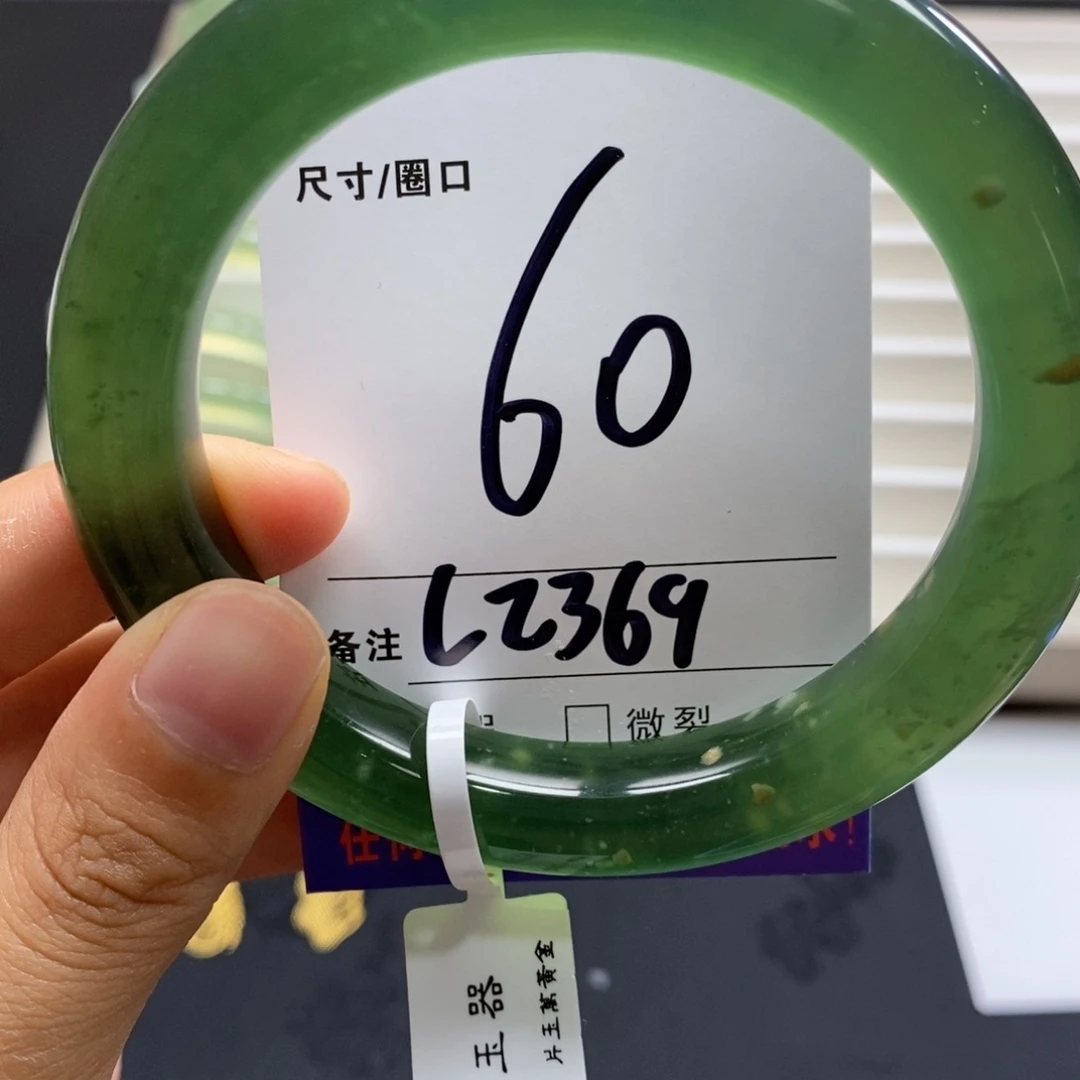 尺寸/圈口
60
备注 L2369
□ 微裂
玉器
片玉萬黄金